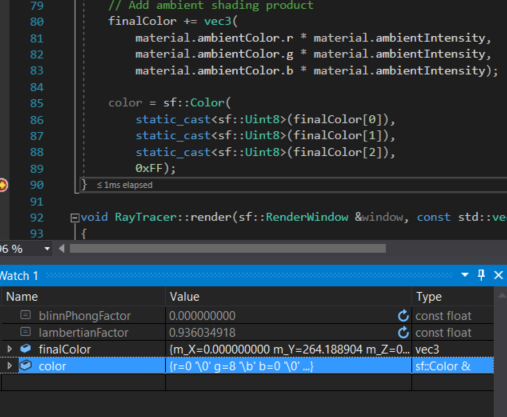 79 // Add ambient shading product
80 finalColor += vec3(
81 material.ambientColor.r * material.ambientIntensity,
82 material.ambientColor.g * material.ambientIntensity,
83 material.ambientColor.b * material.ambientIntensity);
84
85 color = sf::Color(
86 static_cast<sf::Uint8>(finalColor[0]),
87 static_cast<sf::Uint8>(finalColor[1]),
88 static_cast<sf::Uint8>(finalColor[2]),
89 0xFF);
90 } ≤ 1ms elapsed
91
92 void RayTracer::render(sf::RenderWindow &window, const std::ve
93 {
96 %
Watch 1
Name Value Type
blinnPhongFactor 0.000000000 const float
lambertianFactor 0.936034918 const float
finalColor {m_X=0.000000000 m_Y=264.188904 m_Z=0... vec3
color {r=0 '\0' g=8 '\b' b=0 '\0' ...} sf::Color &